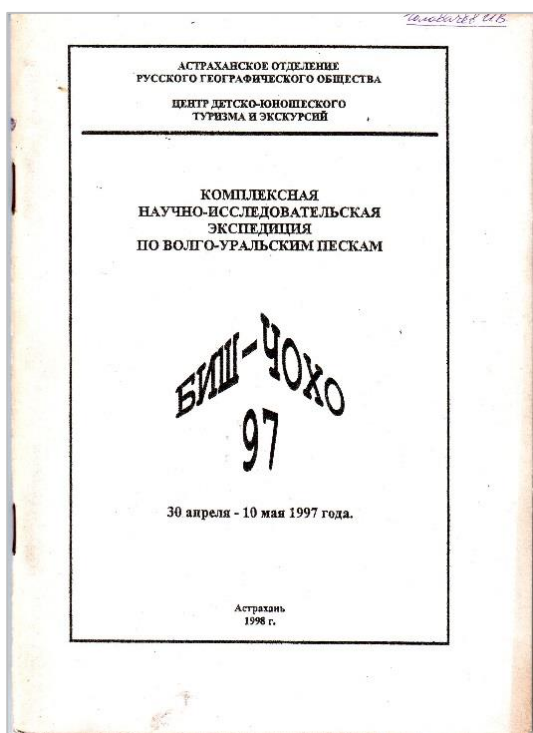 Головачёв И.В.
АСТРАХАНСКОЕ ОТДЕЛЕНИЕ
РУССКОГО ГЕОГРАФИЧЕСКОГО ОБЩЕСТВА
ЦЕНТР ДЕТСКО-ЮНОШЕСКОГО
ТУРИЗМА И ЭКСКУРСИЙ
КОМПЛЕКСНАЯ
НАУЧНО-ИССЛЕДОВАТЕЛЬСКАЯ
ЭКСПЕДИЦИЯ
ПО ВОЛГО-УРАЛЬСКИМ ПЕСКАМ
БИШ-ЧОХО
97
30 апреля - 10 мая 1997 года.
Астрахань
1998 г.